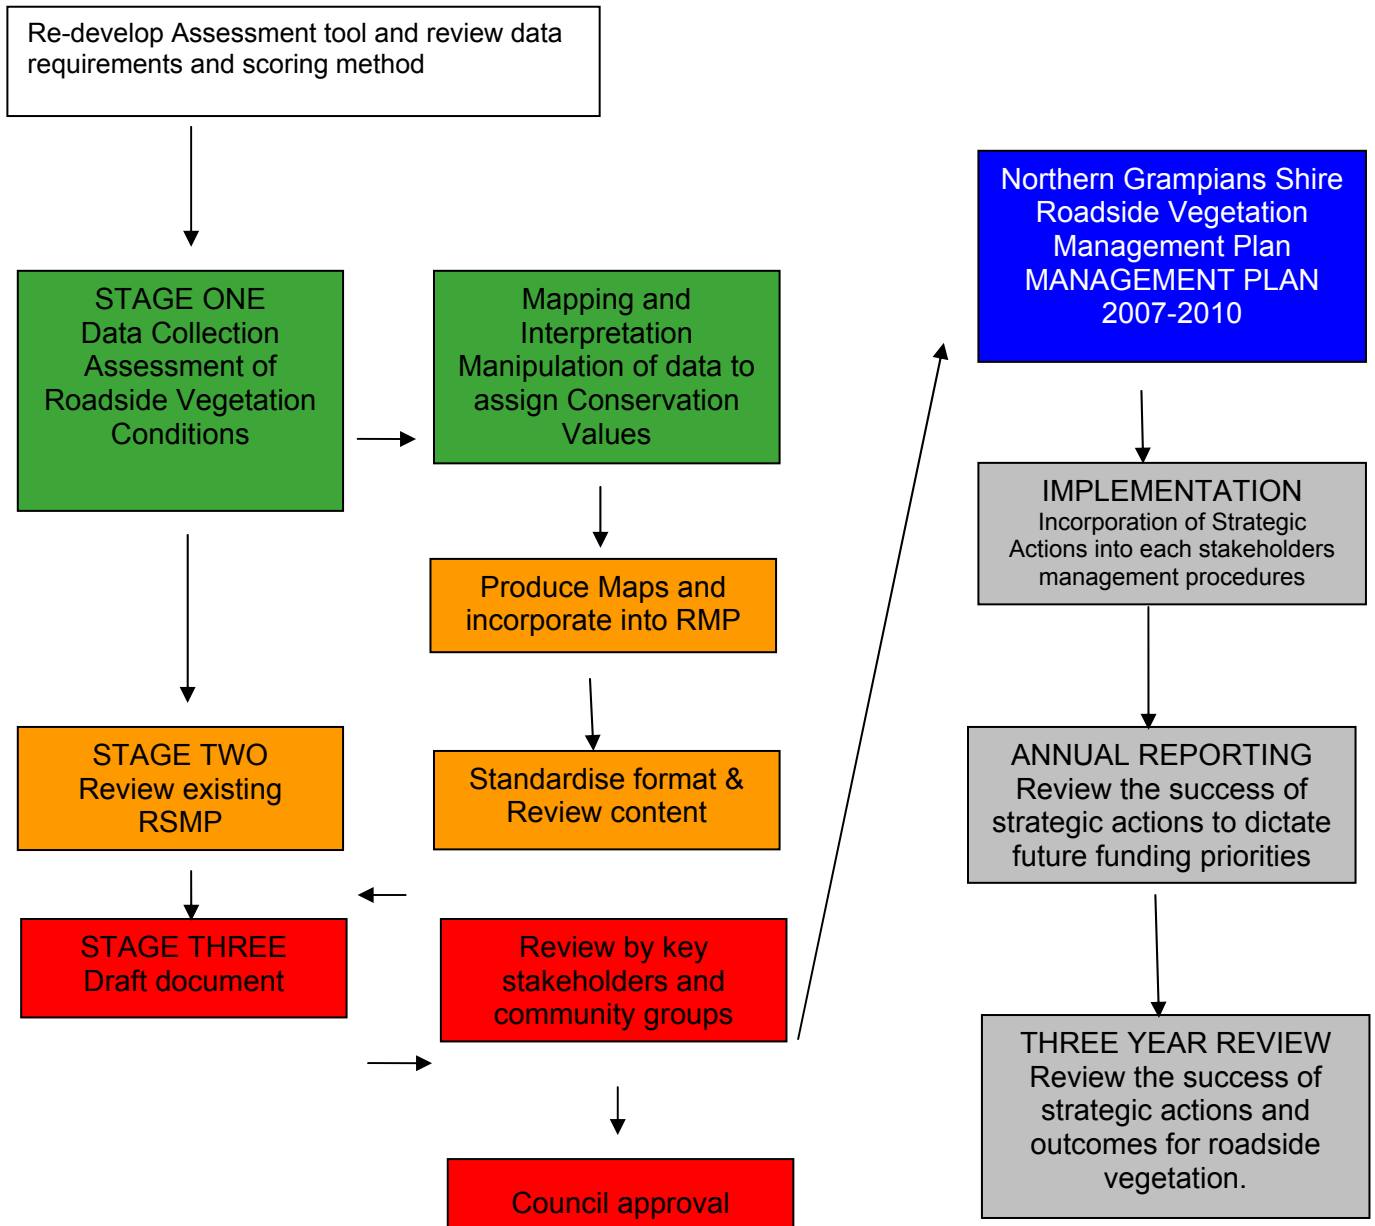 Re-develop Assessment tool and review data
requirements and scoring method
STAGE ONE
Data Collection
Assessment of
Roadside Vegetation
Conditions
Mapping and
Interpretation
Manipulation of data to
assign Conservation
Values
Produce Maps and
incorporate into RMP
STAGE TWO
Review existing
RSMP
Standardise format &
Review content
STAGE THREE
Draft document
Review by key
stakeholders and
community groups
Council approval
Northern Grampians Shire
Roadside Vegetation
Management Plan
MANAGEMENT PLAN
2007-2010
IMPLEMENTATION
Incorporation of Strategic
Actions into each stakeholders
management procedures
ANNUAL REPORTING
Review the success of
strategic actions to dictate
future funding priorities
THREE YEAR REVIEW
Review the success of
strategic actions and
outcomes for roadside
vegetation.